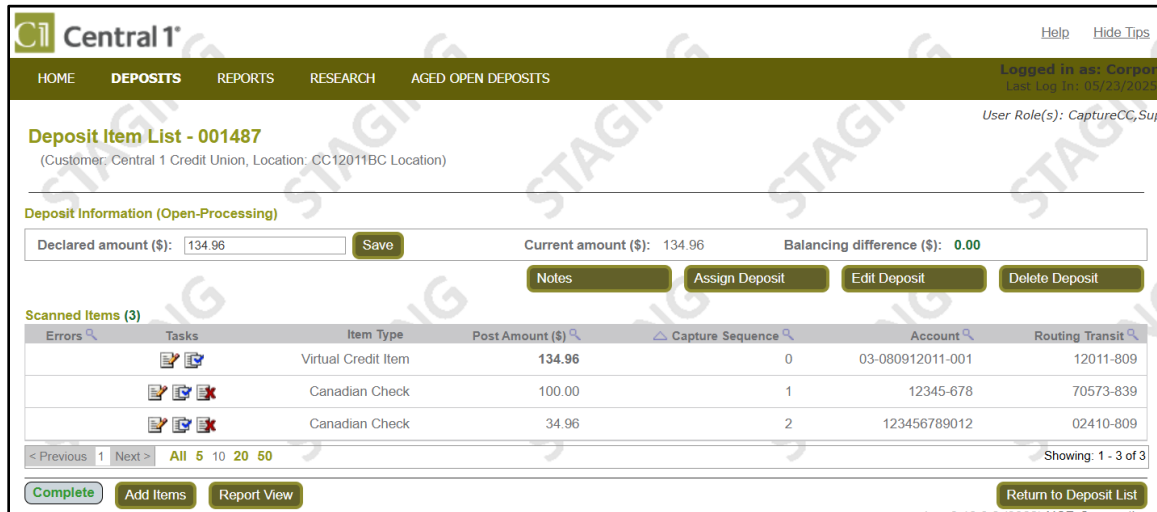 C1 Central 1®
Help Hide Tips
HOME DEPOSITS REPORTS RESEARCH AGED OPEN DEPOSITS
Logged in as: Corpor
Last Log In: 05/23/2025
User Role(s): CaptureCC,Sup
Deposit Item List - 001487
(Customer: Central 1 Credit Union, Location: CC12011BC Location)
Deposit Information (Open-Processing)
Declared amount ($): 134.96 Save Current amount ($): 134.96 Balancing difference ($): 0.00
Notes Assign Deposit Edit Deposit Delete Deposit
Scanned Items (3)
Errors Tasks Item Type Post Amount ($) Capture Sequence Account Routing Transit
Virtual Credit Item 134.96 0 03-080912011-001 12011-809
Canadian Check 100.00 1 12345-678 70573-839
Canadian Check 34.96 2 123456789012 02410-809
< Previous 1 Next > All 5 10 20 50 Showing: 1 - 3 of 3
Complete Add Items Report View Return to Deposit List
STAGING